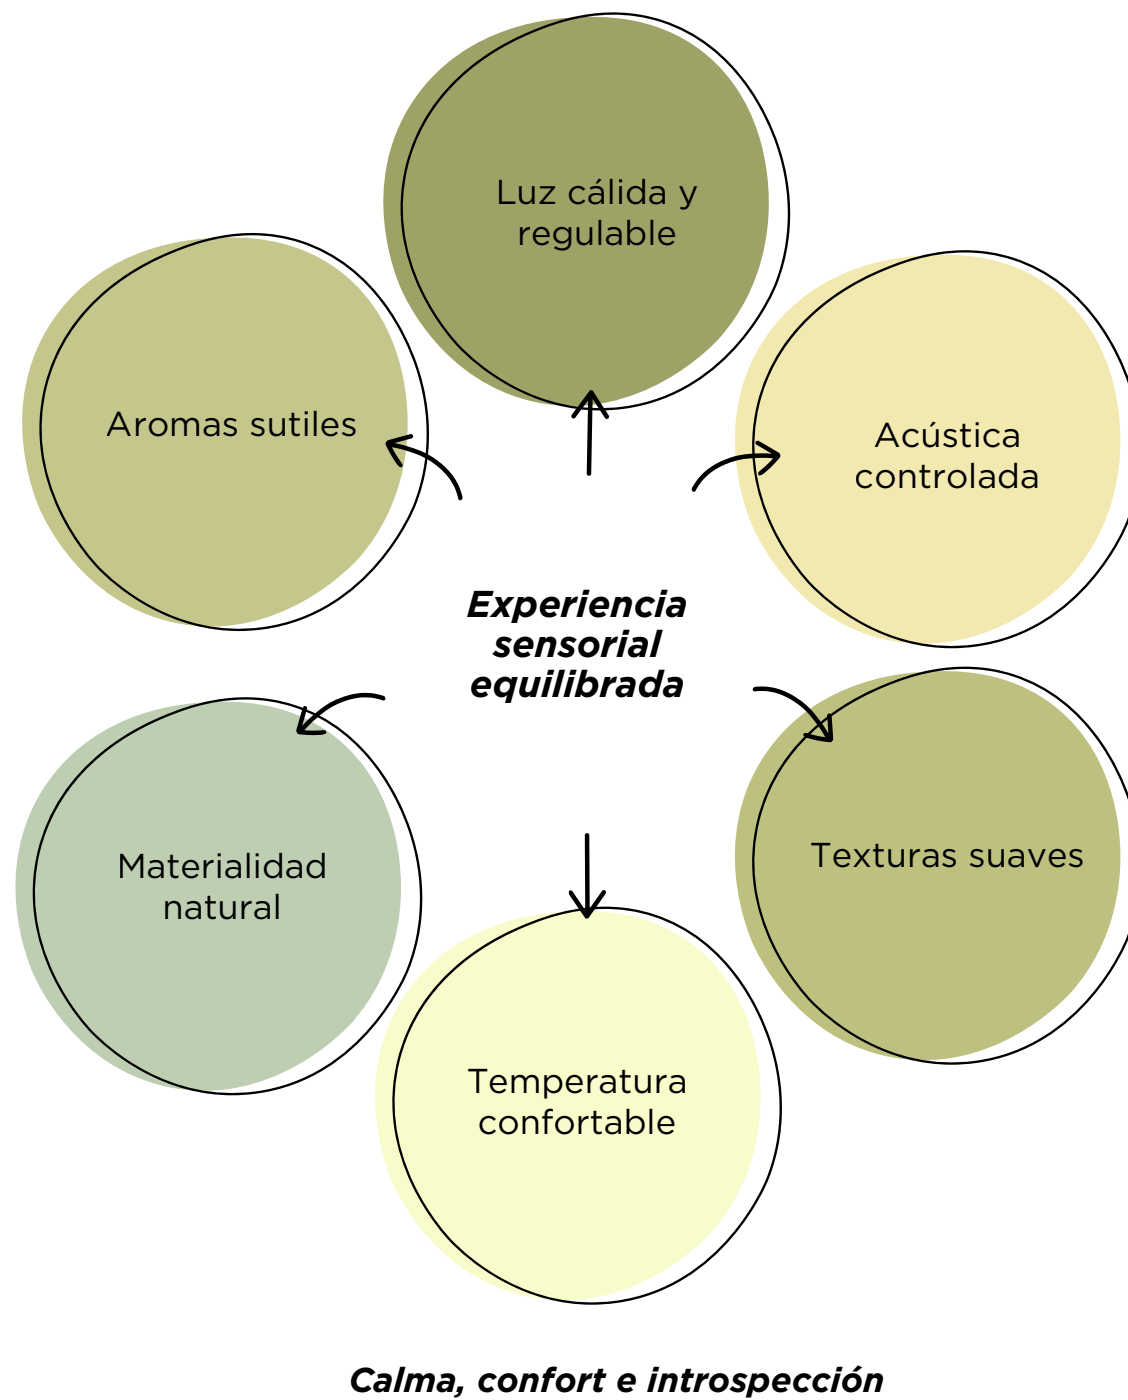 Luz cálida y
regulable
Aromas sutiles
Acústica
controlada
Experiencia
sensorial
equilibrada
Materialidad
natural
Texturas suaves
Temperatura
confortable
Calma, confort e introspección